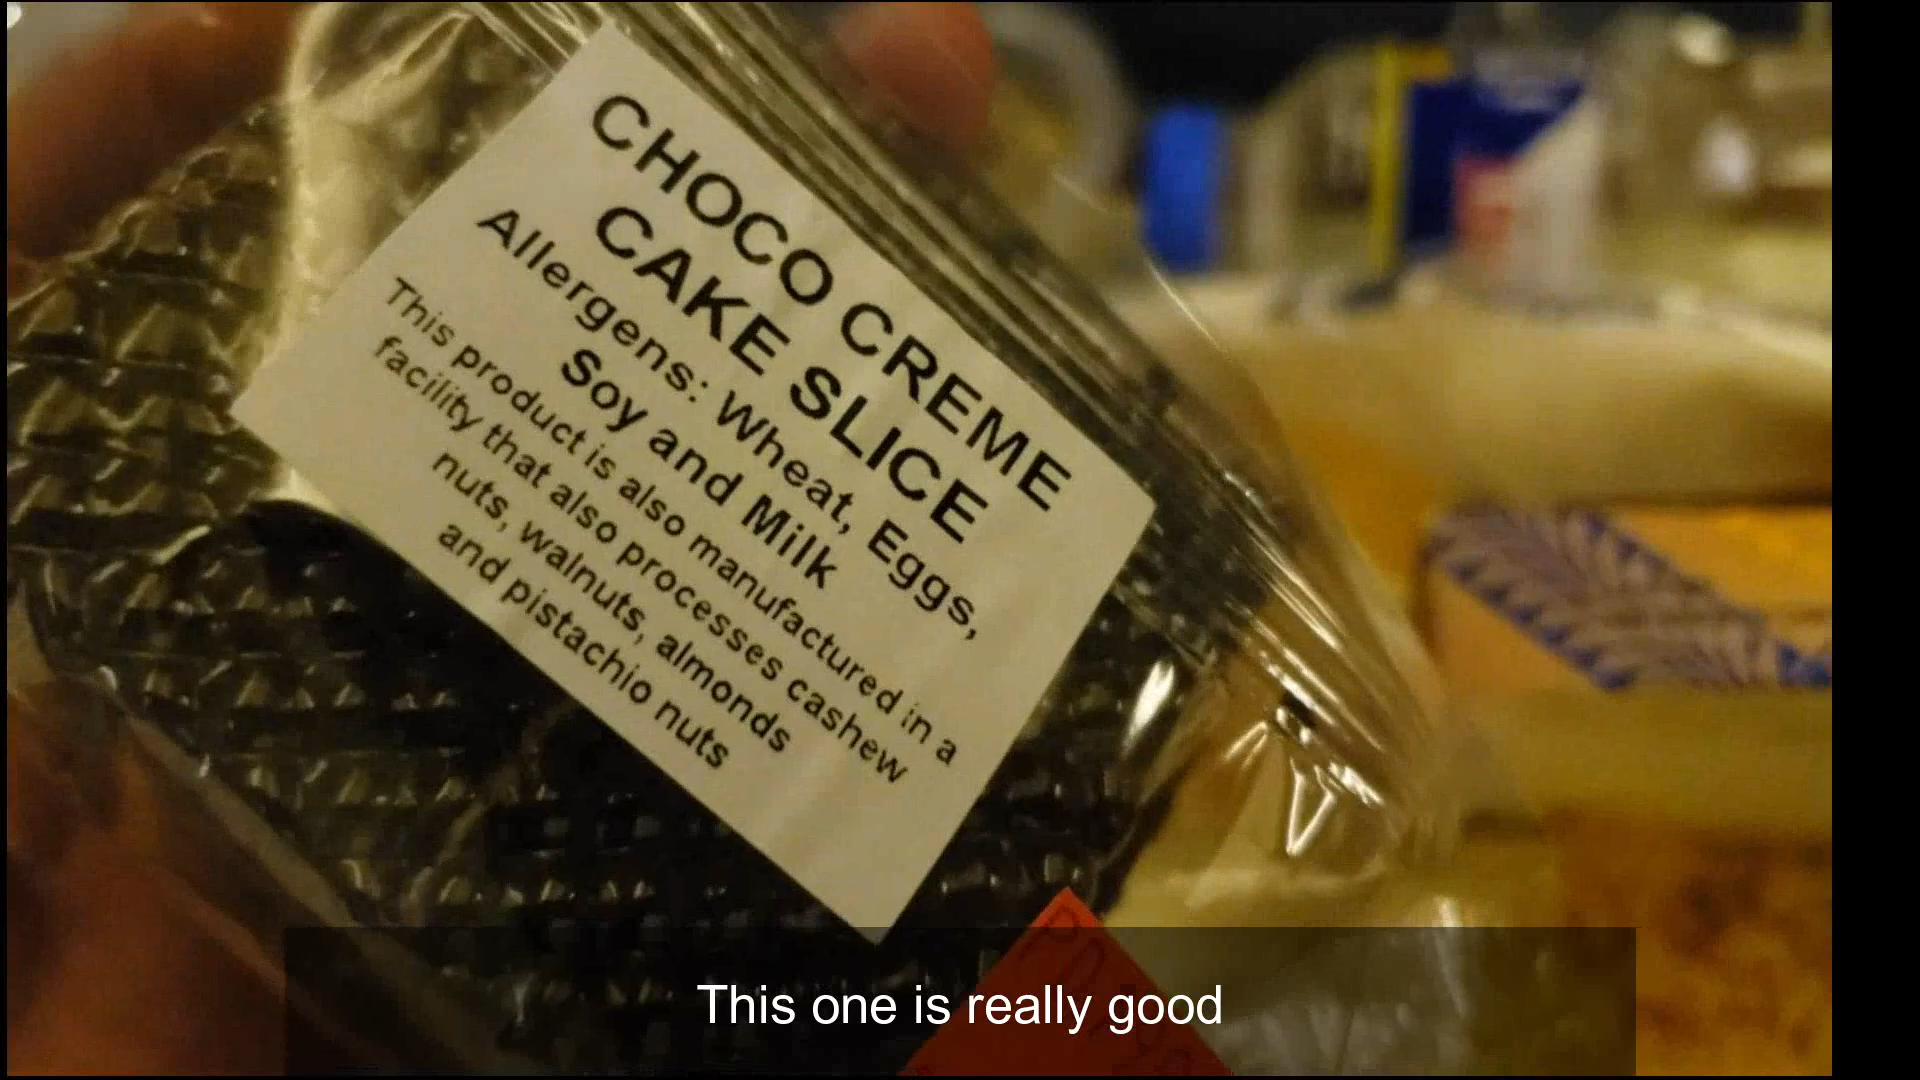 CHOCO CREME
CAKE SLICE
Allergens: Wheat, Eggs,
Soy and Milk
This product is also manufactured in a
facility that also processes cashew
nuts, walnuts, almonds
and pistachio nuts
This one is really good